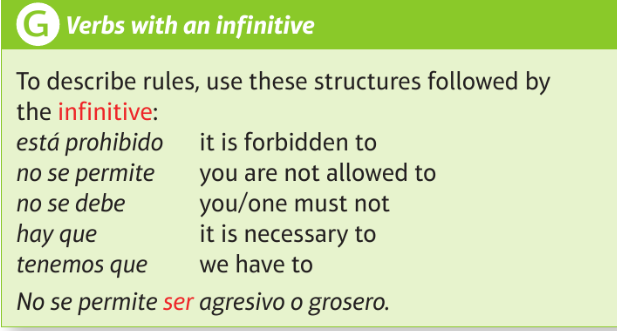 G Verbs with an infinitive
To describe rules, use these structures followed by
the infinitive:
está prohibido it is forbidden to
no se permite you are not allowed to
no se debe you/one must not
hay que it is necessary to
tenemos que we have to
No se permite ser agresivo o grosero.